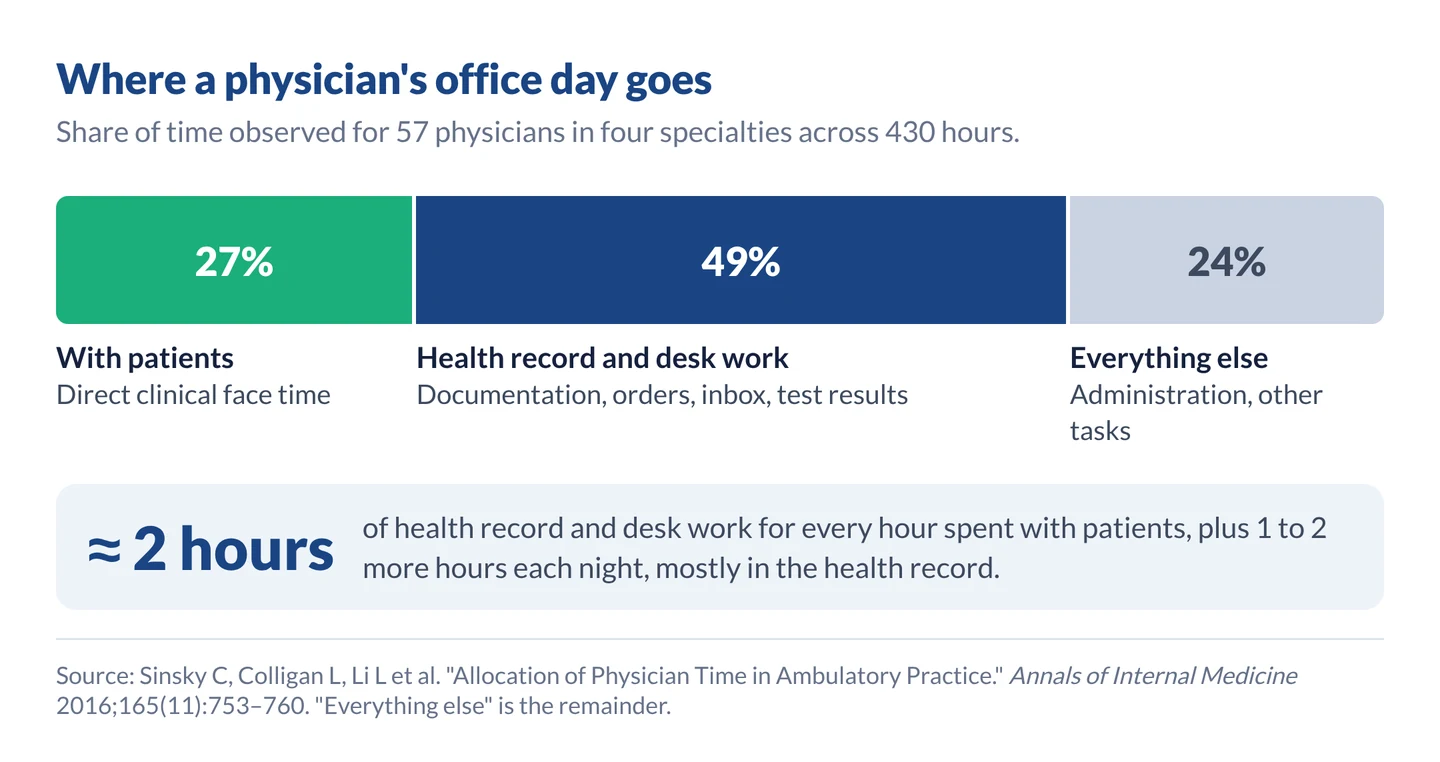 Where a physician's office day goes
Share of time observed for 57 physicians in four specialties across 430 hours.
27%
49%
24%
With patients
Direct clinical face time
Health record and desk work
Documentation, orders, inbox, test results
Everything else
Administration, other
tasks
≈ 2 hours
of health record and desk work for every hour spent with patients, plus 1 to 2
more hours each night, mostly in the health record.
Source: Sinsky C, Colligan L, Li L et al. "Allocation of Physician Time in Ambulatory Practice." Annals of Internal Medicine
2016;165(11):753–760. "Everything else" is the remainder.